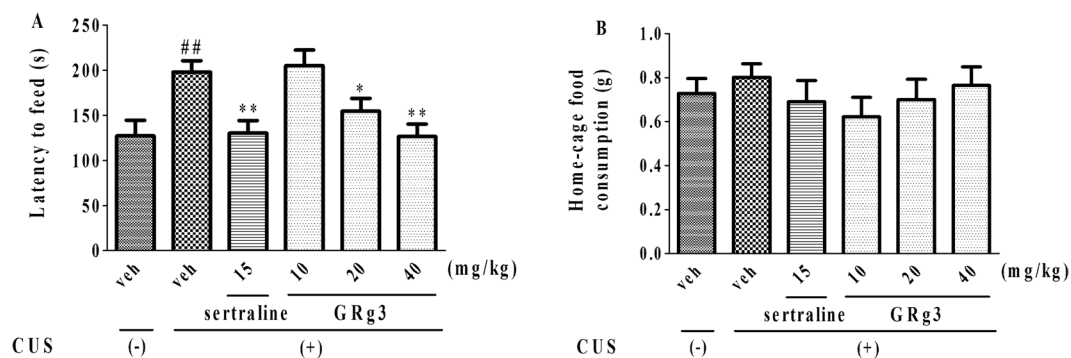 A
Latency to feed (s)
250
200
150
100
50
0
##
**
*
**
veh
veh
15
10
20
40
(mg/kg)
sertraline
GRg3
CUS
(-)
(+)
B
Home-cage food
consumption (g)
1.0
0.8
0.6
0.4
0.2
0.0
veh
veh
15
10
20
40
(mg/kg)
sertraline
GRg3
CUS
(-)
(+)